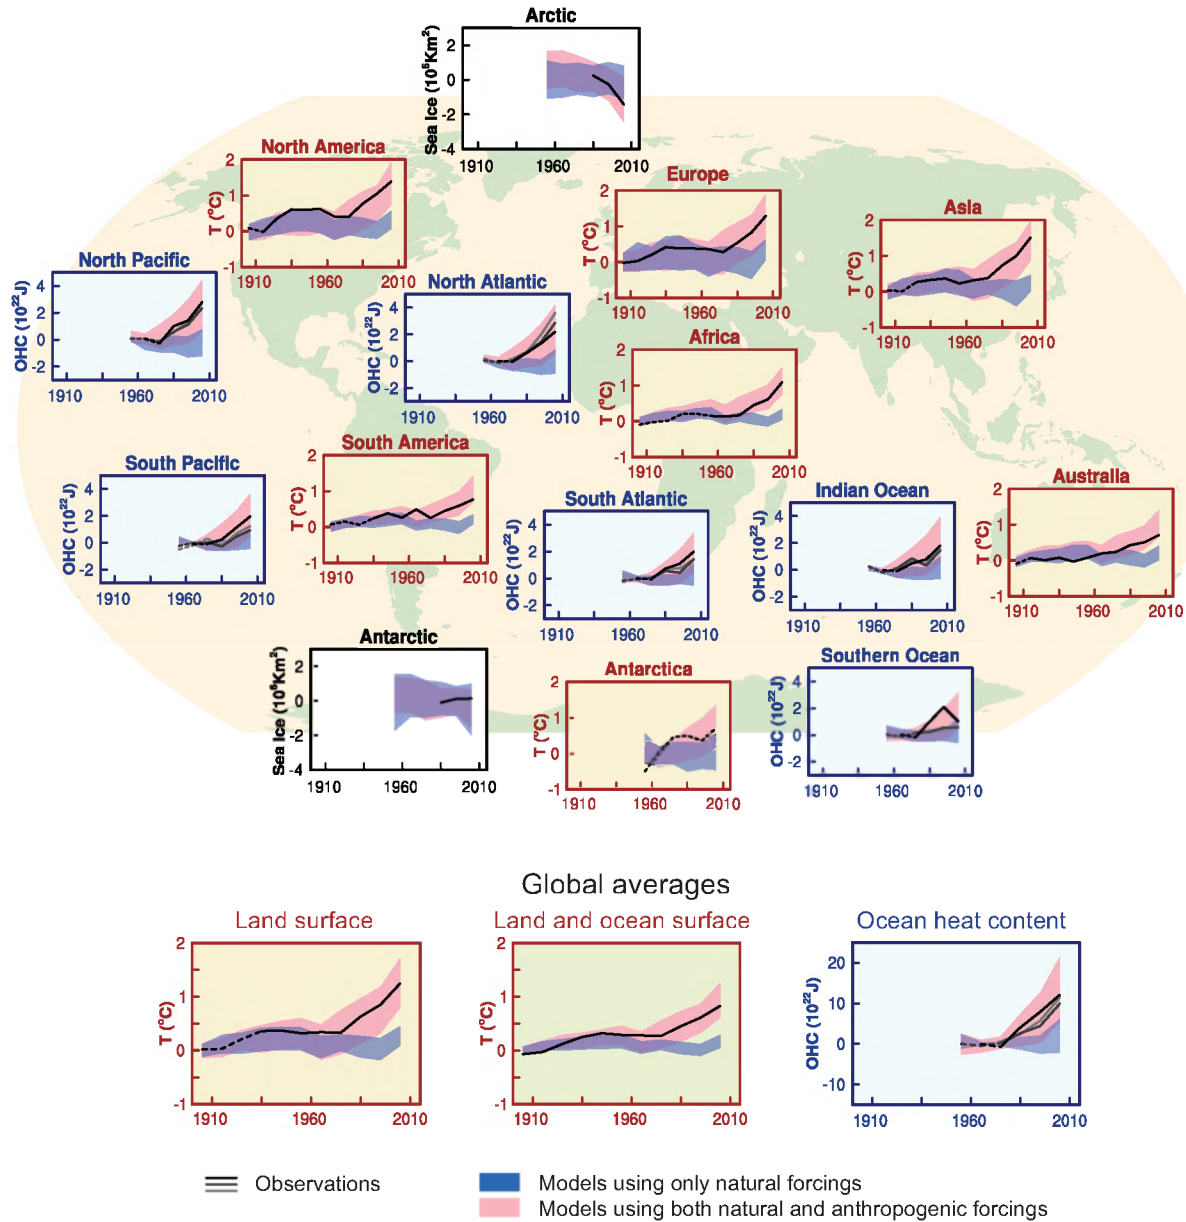 Arctic
Sea Ice (10⁶Km²)
2
0
-2
-4
1910 1960 2010
North America
T (°C)
2
1
0
-1
1910 1960 2010
Europe
T (°C)
2
1
0
-1
1910 1960 2010
Asia
T (°C)
2
1
0
-1
1910 1960 2010
North Pacific
OHC (10²²J)
4
2
0
-2
1910 1960 2010
North Atlantic
OHC (10²²J)
4
2
0
-2
1910 1960 2010
Africa
T (°C)
2
1
0
-1
1910 1960 2010
South Pacific
OHC (10²²J)
4
2
0
-2
1910 1960 2010
South America
T (°C)
2
1
0
-1
1910 1960 2010
South Atlantic
OHC (10²²J)
4
2
0
-2
1910 1960 2010
Indian Ocean
OHC (10²²J)
4
2
0
-2
1910 1960 2010
Australia
T (°C)
2
1
0
-1
1910 1960 2010
Antarctic
Sea Ice (10⁶Km²)
2
0
-2
-4
1910 1960 2010
Antarctica
T (°C)
2
1
0
-1
1910 1960 2010
Southern Ocean
OHC (10²²J)
4
2
0
-2
1910 1960 2010
Global averages
Land surface
T (°C)
2
1
0
-1
1910 1960 2010
Land and ocean surface
T (°C)
2
1
0
-1
1910 1960 2010
Ocean heat content
OHC (10²²J)
20
10
0
-10
1910 1960 2010
Observations
Models using only natural forcings
Models using both natural and anthropogenic forcings